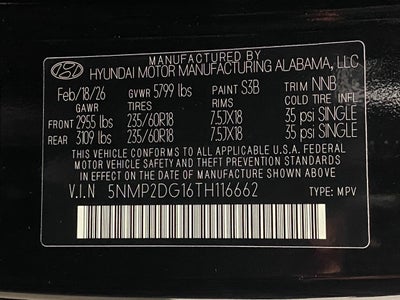 MANUFACTURED BY
HYUNDAI MOTOR MANUFACTURING ALABAMA, LLC
Feb/18/26 GVWR 5799 lbs PAINT S3B TRIM NNB
GAWR TIRES RIMS COLD TIRE INFL. PR.
FRONT 2955 lbs 235/60R18 7.5JX18 35 psi SINGLE
REAR 3109 lbs 235/60R18 7.5JX18 35 psi SINGLE
THIS VEHICLE CONFORMS TO ALL APPLICABLE U.S.A. FEDERAL
MOTOR VEHICLE SAFETY AND THEFT PREVENTION STANDARDS
IN EFFECT ON THE DATE OF MANUFACTURE SHOWN ABOVE.
V.I.N 5NMP2DG16TH116662 TYPE: MPV